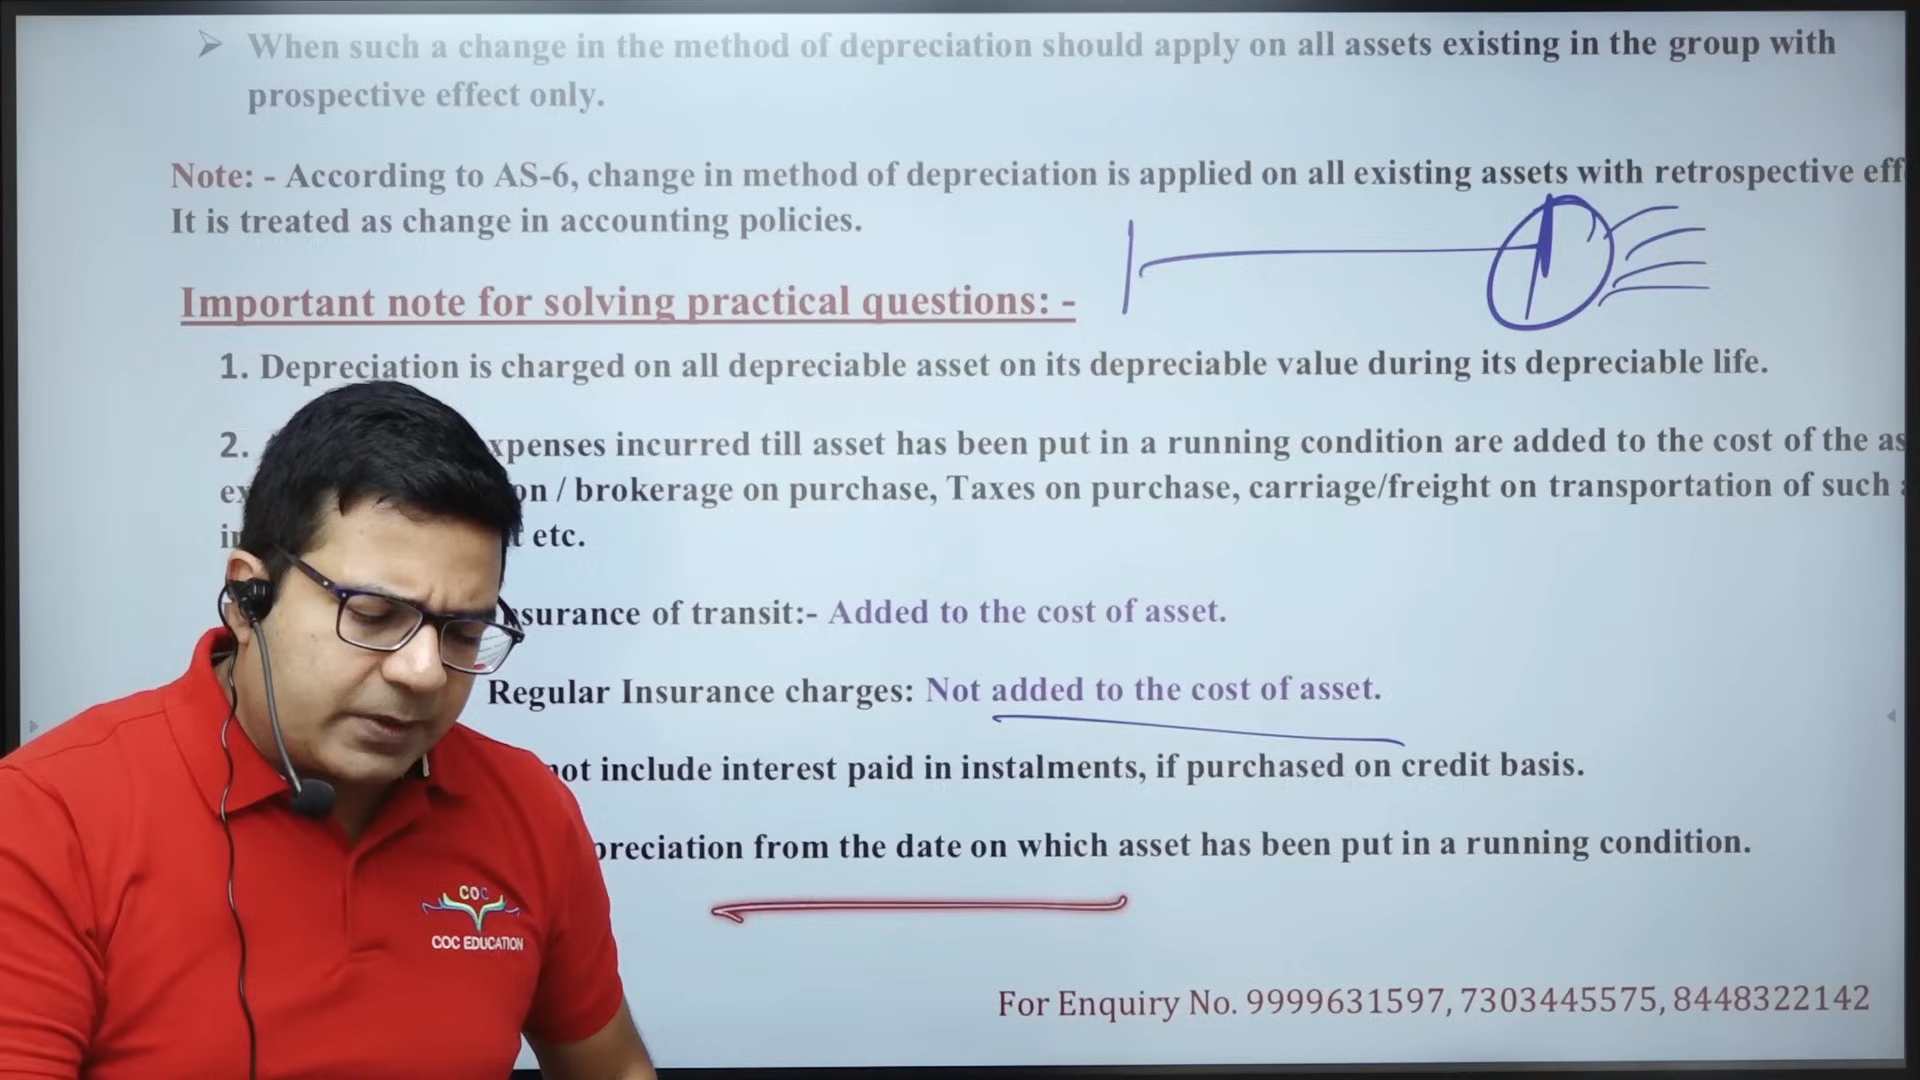 ➢ When such a change in the method of depreciation should apply on all assets existing in the group with
prospective effect only.
Note: - According to AS-6, change in method of depreciation is applied on all existing assets with retrospective eff
It is treated as change in accounting policies.
Important note for solving practical questions: -
1. Depreciation is charged on all depreciable asset on its depreciable value during its depreciable life.
2. xpenses incurred till asset has been put in a running condition are added to the cost of the as
ex on / brokerage on purchase, Taxes on purchase, carriage/freight on transportation of such
in t etc.
nsurance of transit:- Added to the cost of asset.
Regular Insurance charges: Not added to the cost of asset.
not include interest paid in instalments, if purchased on credit basis.
preciation from the date on which asset has been put in a running condition.
COC
COC EDUCATION
For Enquiry No. 9999631597, 7303445575, 8448322142